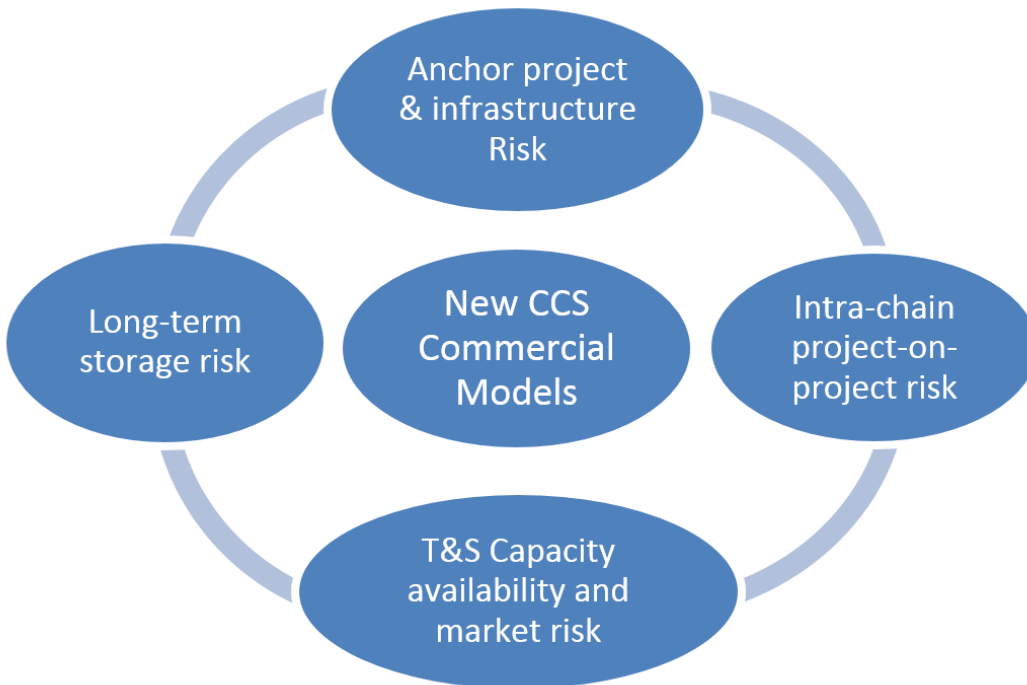 Anchor project
& infrastructure
Risk
Long-term
storage risk
New CCS
Commercial
Models
Intra-chain
project-on-
project risk
T&S Capacity
availability and
market risk